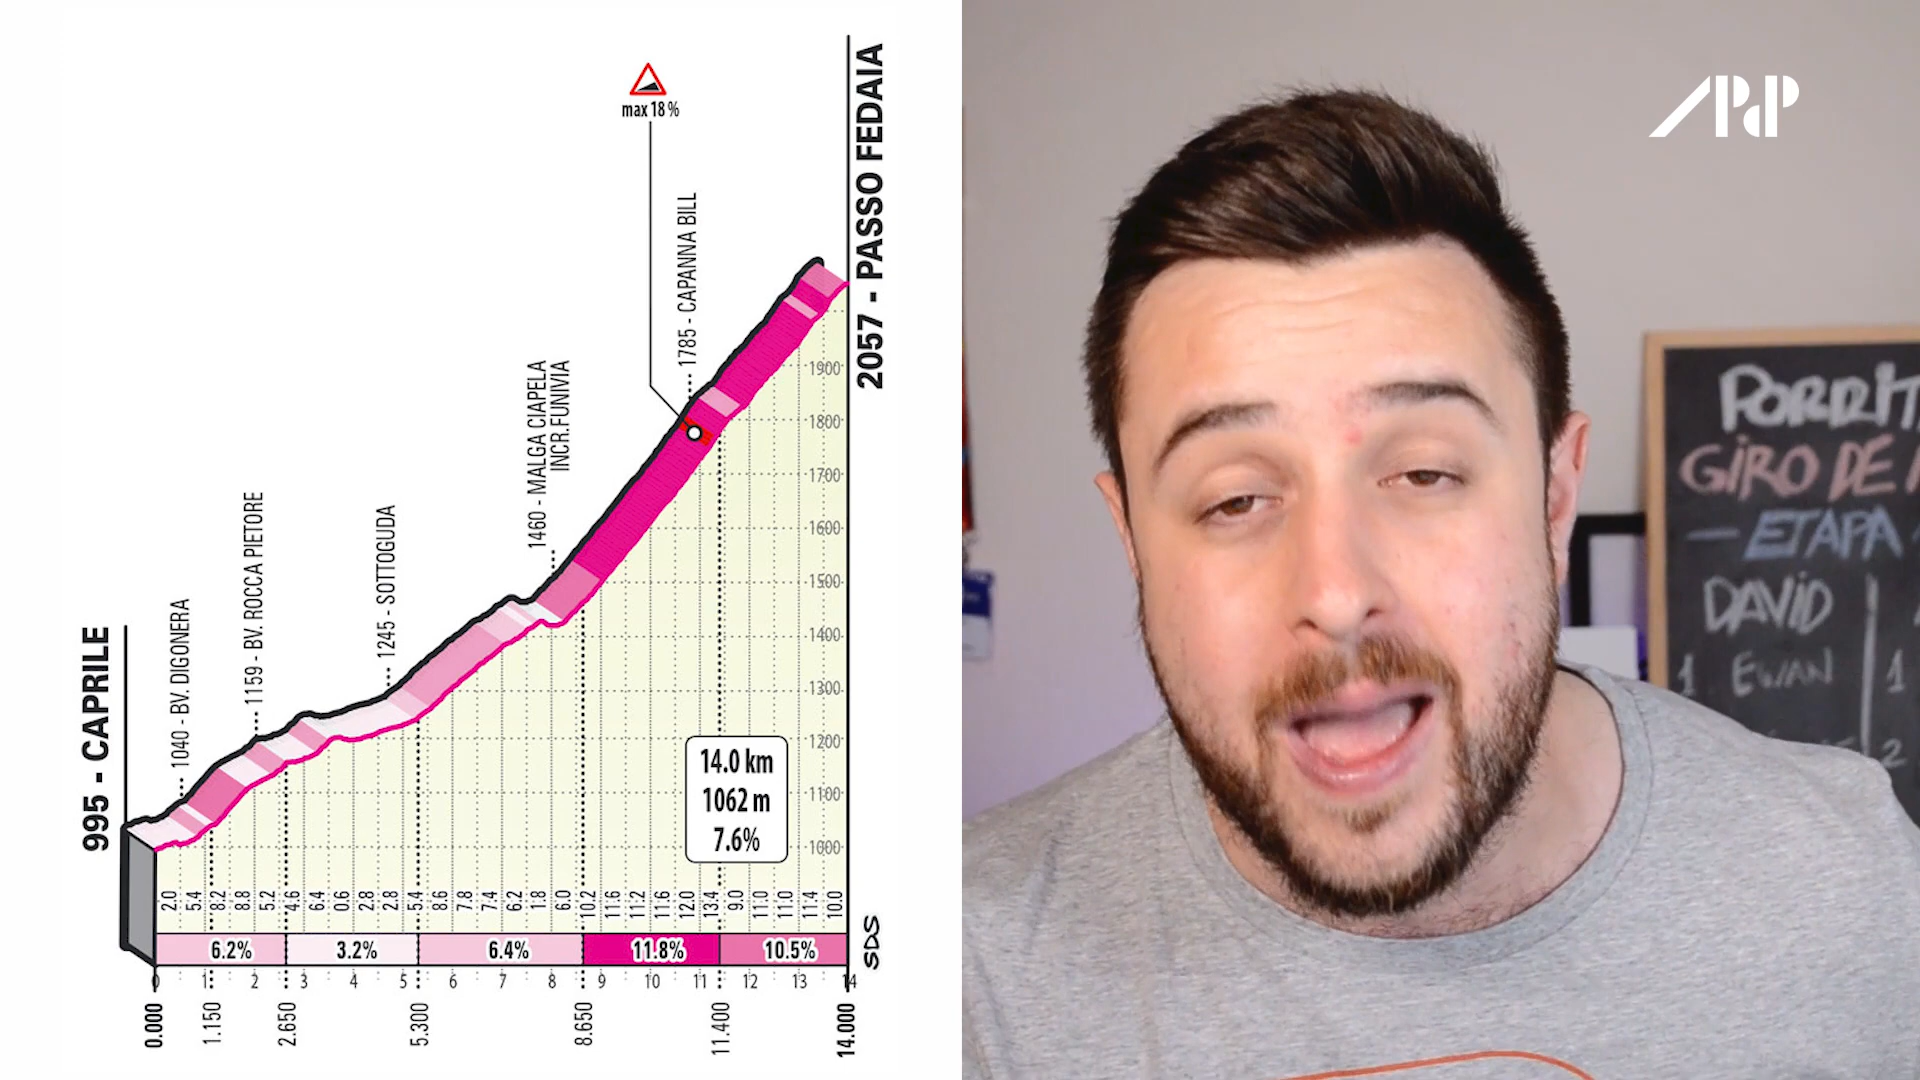 max 18 %
2057 - PASSO FEDAIA
1785 - CAPANNA BILL
1460 - MALGA CIAPELA
INCR.FUNIVIA
1245 - SOTTOGUDA
1159 - BV. ROCCA PIETORE
1040 - BV. DIGONERA
995 - CAPRILE
1900
1800
1700
1600
1500
1400
1300
1200
1100
1000
14.0 km
1062 m
7.6%
2.0 5.4 8.2 8.8 5.2 4.6 6.4 0.6 2.8 2.8 5.4 8.6 7.8 7.4 6.2 1.8 6.0 10.2 11.6 11.2 11.6 12.0 13.4 9.0 11.0 11.0 11.4 10.0
6.2% 3.2% 6.4% 11.8% 10.5%
SDS
0 1 2 3 4 5 6 7 8 9 10 11 12 13 14
0.000 1.150 2.650 5.300 8.650 11.400 14.000
APdP
PORRIT
GIRO DE
ETAPA
DAVID
1 EWAN 1
2